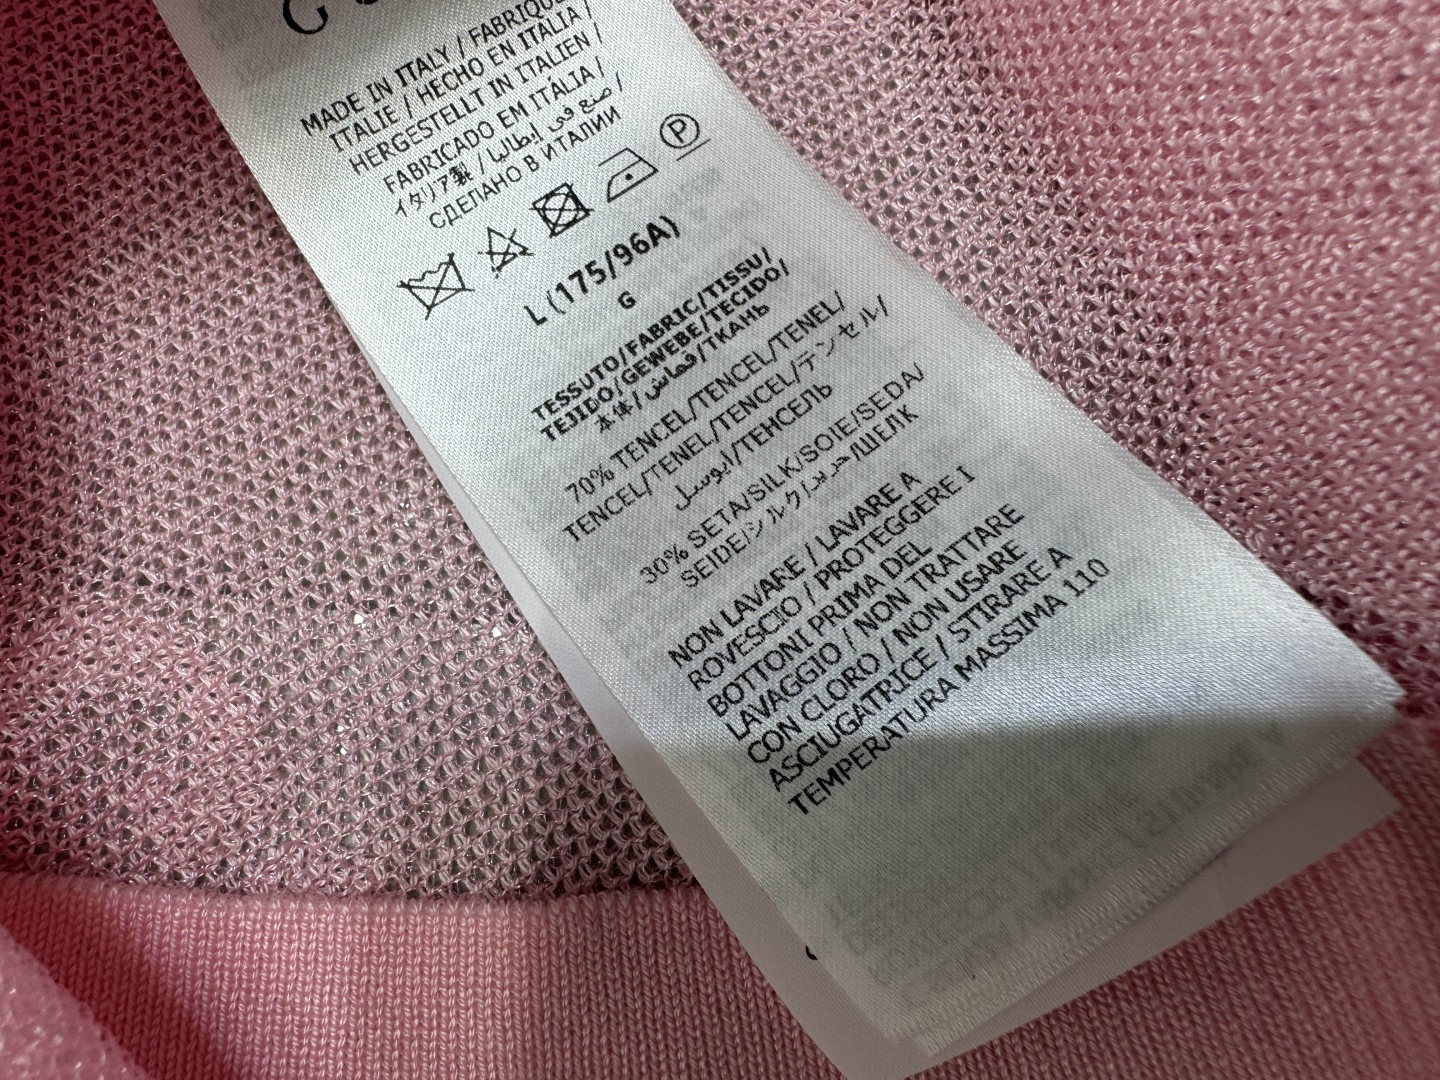 MADE IN ITALY / FABRIQUÉ
ITALIE / HECHO EN ITALIA /
HERGESTELLT IN ITALIEN /
FABRICADO EM ITÁLIA /
イタリア製 / صنع في إيطاليا /
СДЕЛАНО В ИТАЛИИ
P
L (175/96A)
G
TESSUTO/FABRIC/TISSU/
TEJIDO/GEWEBE/TECIDO/
本体/قماش/ТКАНЬ
70% TENCEL/TENCEL/TENEL/
TENCEL/TENEL/TENCEL/テンセル/
ТЕНСЕЛЬ
30% SETA/SILK/SOIE/SEDA/
SEIDE/シルク/حرير/ШЕЛК
NON LAVARE / LAVARE A
ROVESCIO / PROTEGGERE I
BOTTONI PRIMA DEL
LAVAGGIO / NON TRATTARE
CON CLORO / NON USARE
ASCIUGATRICE / STIRARE A
TEMPERATURA MASSIMA 110